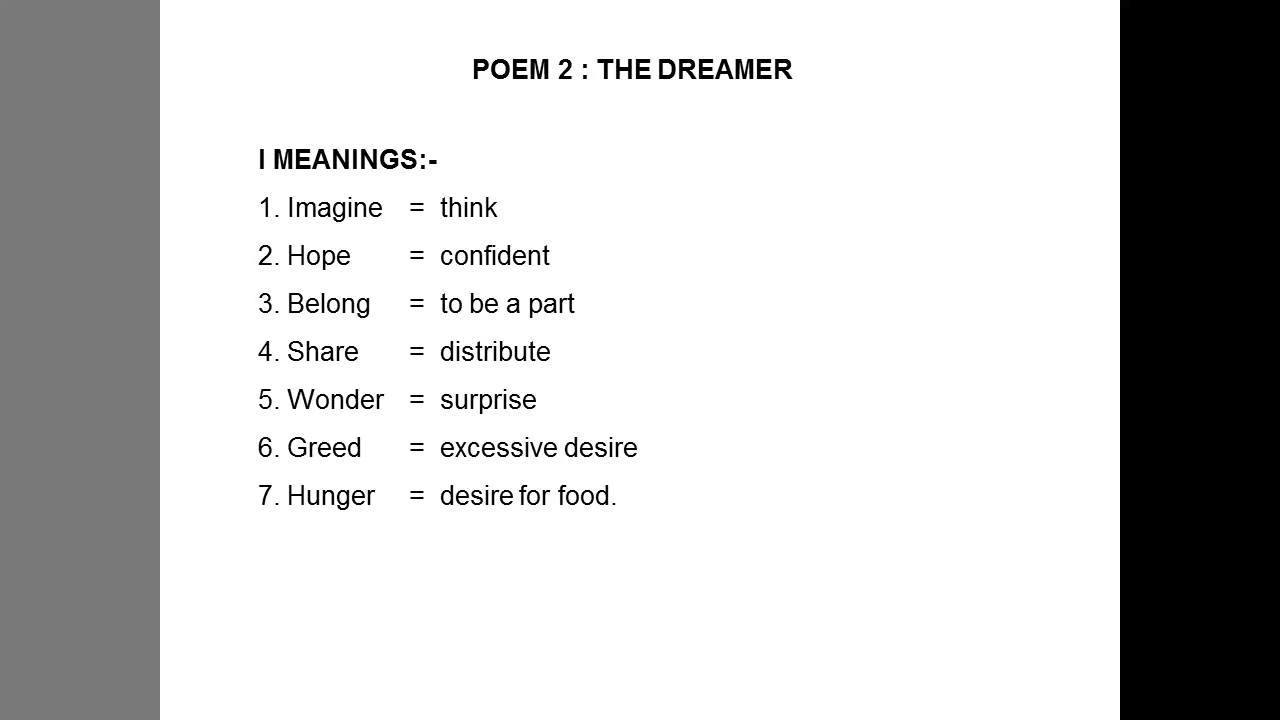 POEM 2 : THE DREAMER
I MEANINGS:-
1. Imagine = think
2. Hope = confident
3. Belong = to be a part
4. Share = distribute
5. Wonder = surprise
6. Greed = excessive desire
7. Hunger = desire for food.